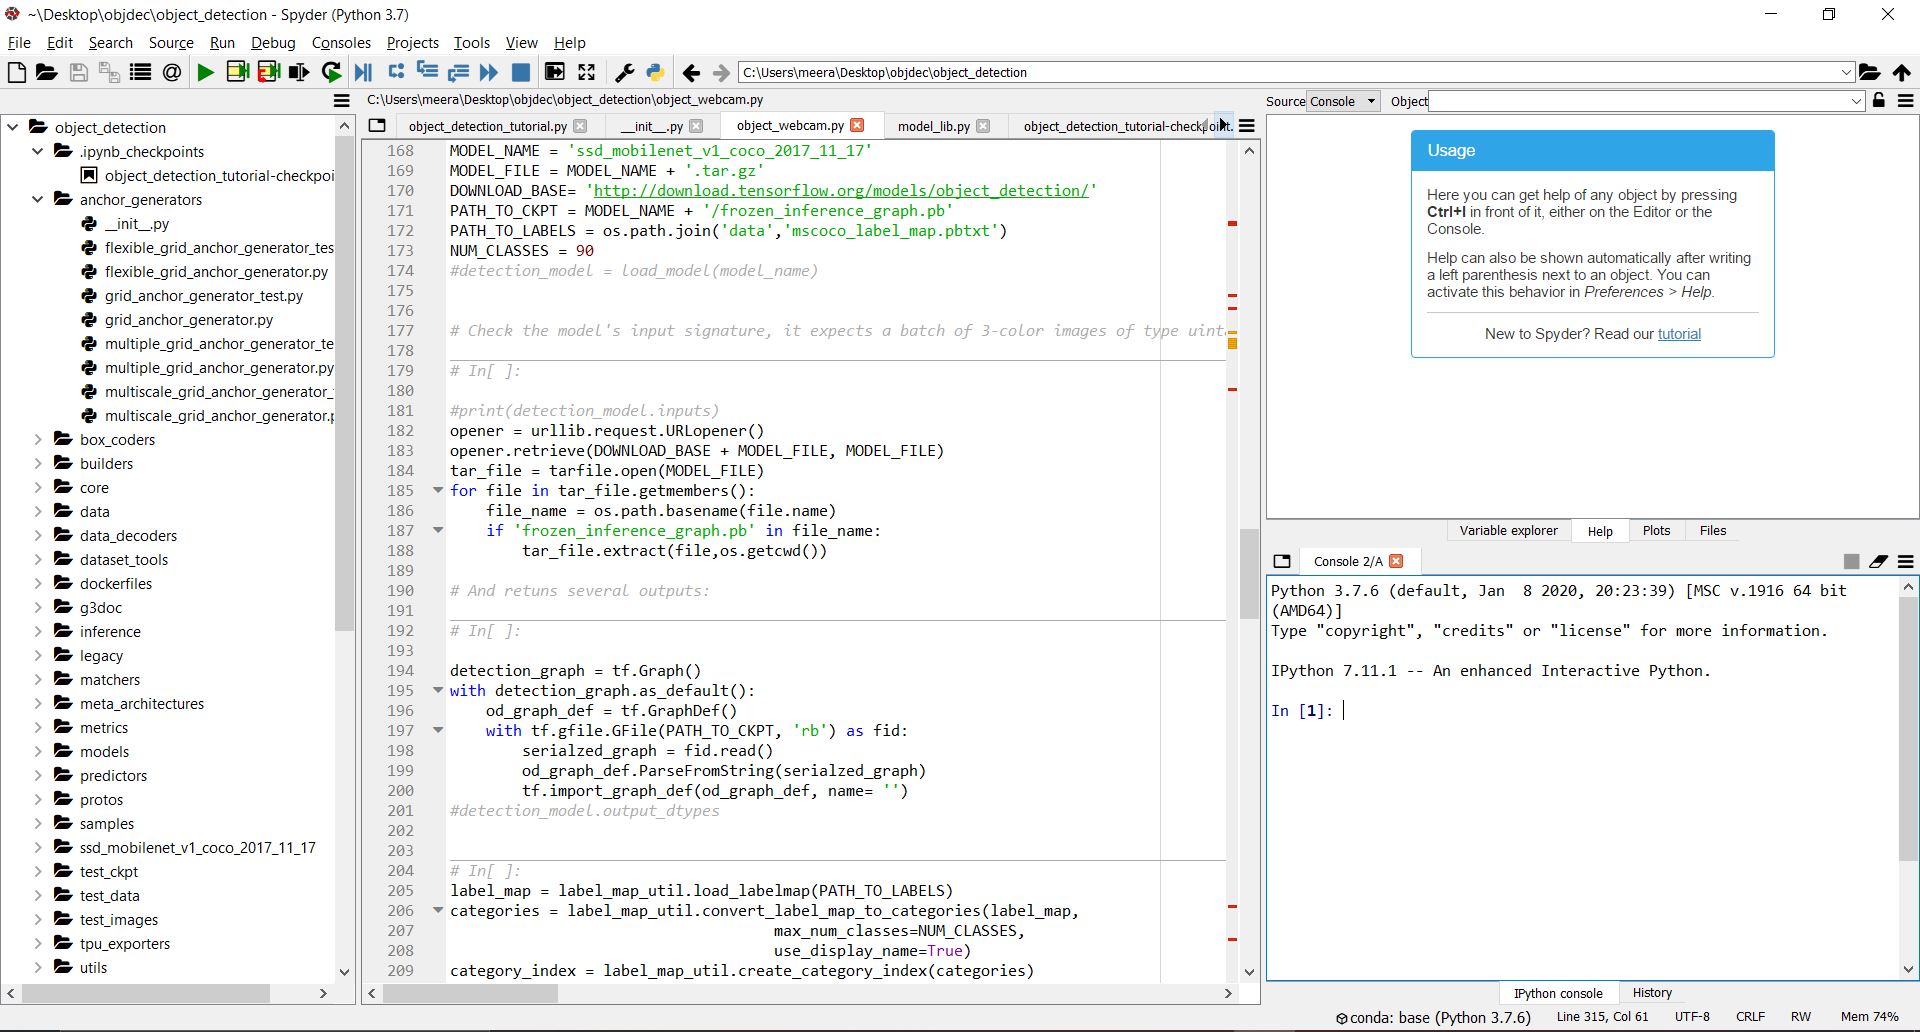 ~\Desktop\objdec\object_detection - Spyder (Python 3.7)
File Edit Search Source Run Debug Consoles Projects Tools View Help
C:\Users\meera\Desktop\objdec\object_detection
object_detection
.ipynb_checkpoints
object_detection_tutorial-checkpoi
anchor_generators
__init__.py
flexible_grid_anchor_generator_tes
flexible_grid_anchor_generator.py
grid_anchor_generator_test.py
grid_anchor_generator.py
multiple_grid_anchor_generator_te
multiple_grid_anchor_generator.py
multiscale_grid_anchor_generator_
multiscale_grid_anchor_generator.p
box_coders
builders
core
data
data_decoders
dataset_tools
dockerfiles
g3doc
inference
legacy
matchers
meta_architectures
metrics
models
predictors
protos
samples
ssd_mobilenet_v1_coco_2017_11_17
test_ckpt
test_data
test_images
tpu_exporters
utils
C:\Users\meera\Desktop\objdec\object_detection\object_webcam.py
object_detection_tutorial.py __init__.py object_webcam.py model_lib.py object_detection_tutorial-checkpoint.
168 MODEL_NAME = 'ssd_mobilenet_v1_coco_2017_11_17'
169 MODEL_FILE = MODEL_NAME + '.tar.gz'
170 DOWNLOAD_BASE= 'http://download.tensorflow.org/models/object_detection/'
171 PATH_TO_CKPT = MODEL_NAME + '/frozen_inference_graph.pb'
172 PATH_TO_LABELS = os.path.join('data','mscoco_label_map.pbtxt')
173 NUM_CLASSES = 90
174 #detection_model = load_model(model_name)
175
176
177 # Check the model's input signature, it expects a batch of 3-color images of type uint
178
179 # In[ ]:
180
181 #print(detection_model.inputs)
182 opener = urllib.request.URLopener()
183 opener.retrieve(DOWNLOAD_BASE + MODEL_FILE, MODEL_FILE)
184 tar_file = tarfile.open(MODEL_FILE)
185 for file in tar_file.getmembers():
186     file_name = os.path.basename(file.name)
187     if 'frozen_inference_graph.pb' in file_name:
188         tar_file.extract(file,os.getcwd())
189
190 # And retuns several outputs:
191
192 # In[ ]:
193
194 detection_graph = tf.Graph()
195 with detection_graph.as_default():
196     od_graph_def = tf.GraphDef()
197     with tf.gfile.GFile(PATH_TO_CKPT, 'rb') as fid:
198         serialzed_graph = fid.read()
199         od_graph_def.ParseFromString(serialzed_graph)
200         tf.import_graph_def(od_graph_def, name= '')
201 #detection_model.output_dtypes
202
203
204 # In[ ]:
205 label_map = label_map_util.load_labelmap(PATH_TO_LABELS)
206 categories = label_map_util.convert_label_map_to_categories(label_map,
207                                     max_num_classes=NUM_CLASSES,
208                                     use_display_name=True)
209 category_index = label_map_util.create_category_index(categories)
Source Console Object
Usage
Here you can get help of any object by pressing
Ctrl+I in front of it, either on the Editor or the
Console.
Help can also be shown automatically after writing
a left parenthesis next to an object. You can
activate this behavior in Preferences > Help.
New to Spyder? Read our tutorial
Variable explorer Help Plots Files
Console 2/A
Python 3.7.6 (default, Jan  8 2020, 20:23:39) [MSC v.1916 64 bit
(AMD64)]
Type "copyright", "credits" or "license" for more information.
IPython 7.11.1 -- An enhanced Interactive Python.
In [1]:
IPython console History
conda: base (Python 3.7.6) Line 315, Col 61 UTF-8 CRLF RW Mem 74%